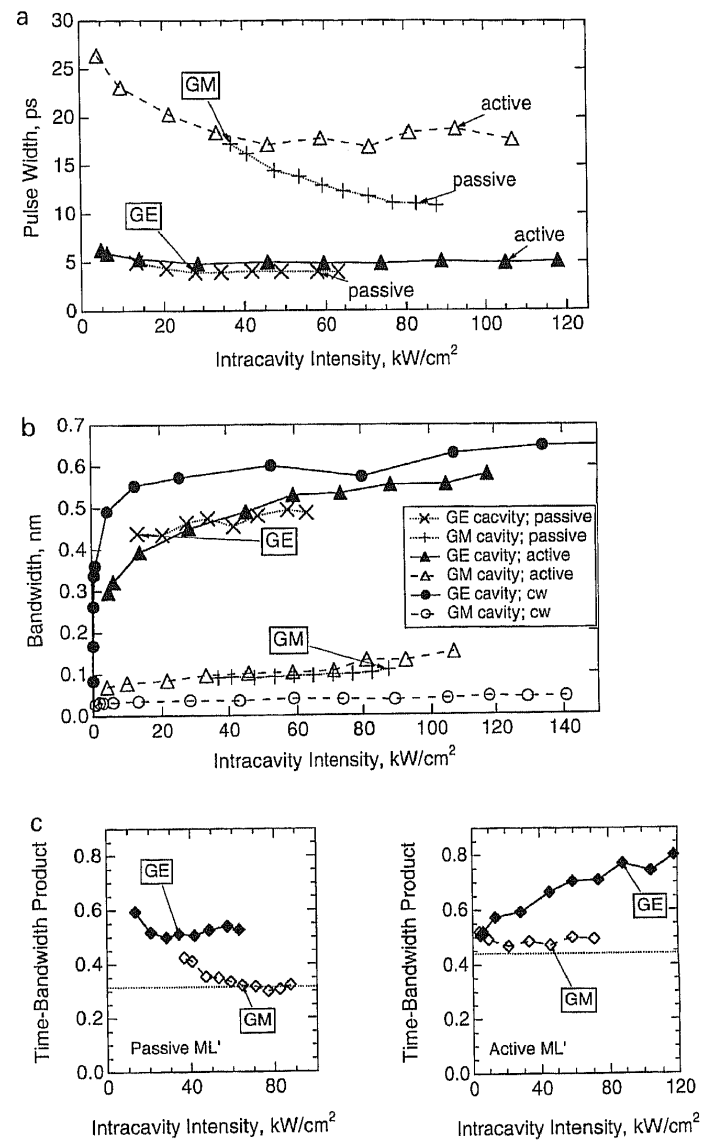 a
30
25
20
15
10
5
0
Pulse Width, ps
GM
active
passive
GE
active
passive
0 20 40 60 80 100 120
Intracavity Intensity, kW/cm²
b
0.7
0.6
0.5
0.4
0.3
0.2
0.1
0.0
Bandwidth, nm
GE
GM
GE cacvity; passive
GM cavity; passive
GE cavity; active
GM cavity; active
GE cavity; cw
GM cavity; cw
0 20 40 60 80 100 120 140
Intracavity Intensity, kW/cm²
c
0.8
0.6
0.4
0.2
0.0
Time-Bandwidth Product
GE
GM
Passive ML'
0 40 80
Intracavity Intensity, kW/cm²
0.8
0.6
0.4
0.2
0.0
Time-Bandwidth Product
GE
GM
Active ML'
0 40 80 120
Intracavity Intensity, kW/cm²